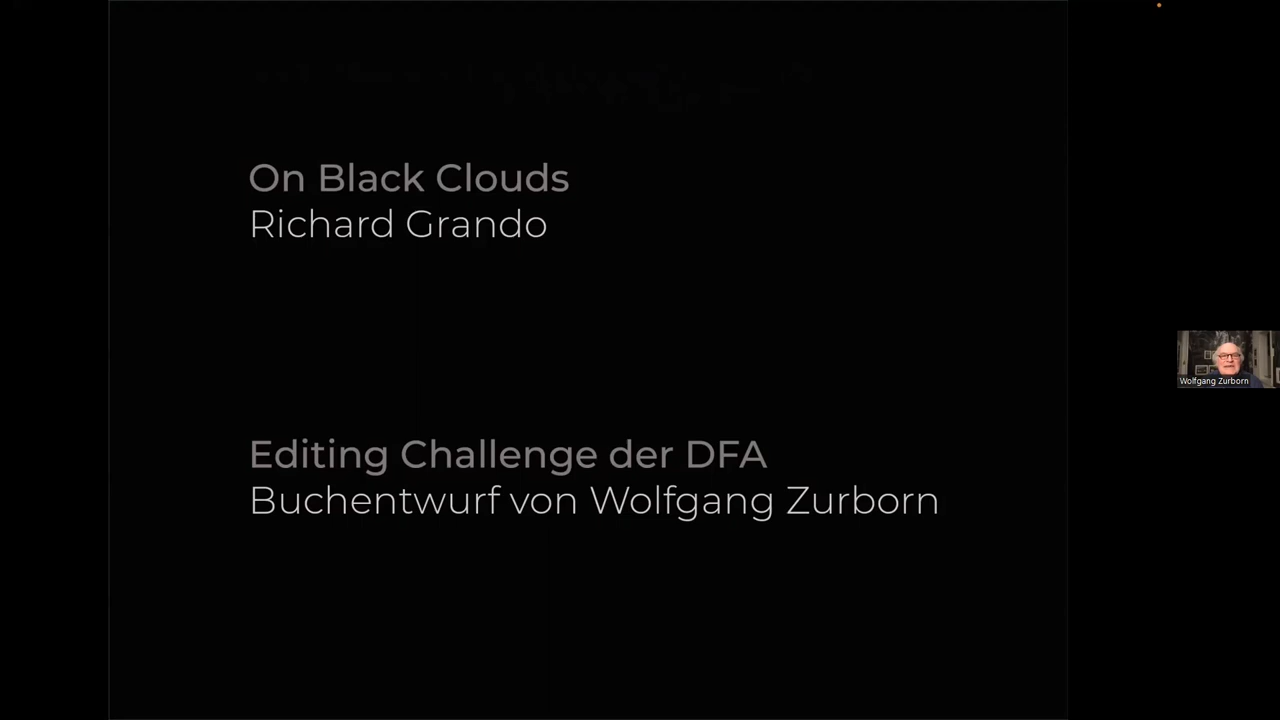 On Black Clouds
Richard Grando
Editing Challenge der DFA
Buchentwurf von Wolfgang Zurborn
Wolfgang Zurborn